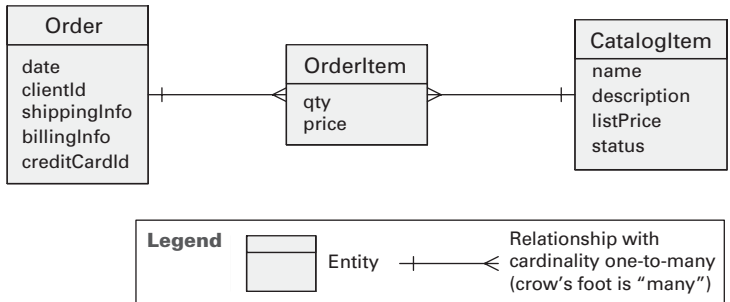 Order
date
clientId
shippingInfo
billingInfo
creditCardId
OrderItem
qty
price
CatalogItem
name
description
listPrice
status
Legend
Entity
Relationship with
cardinality one-to-many
(crow's foot is “many”)